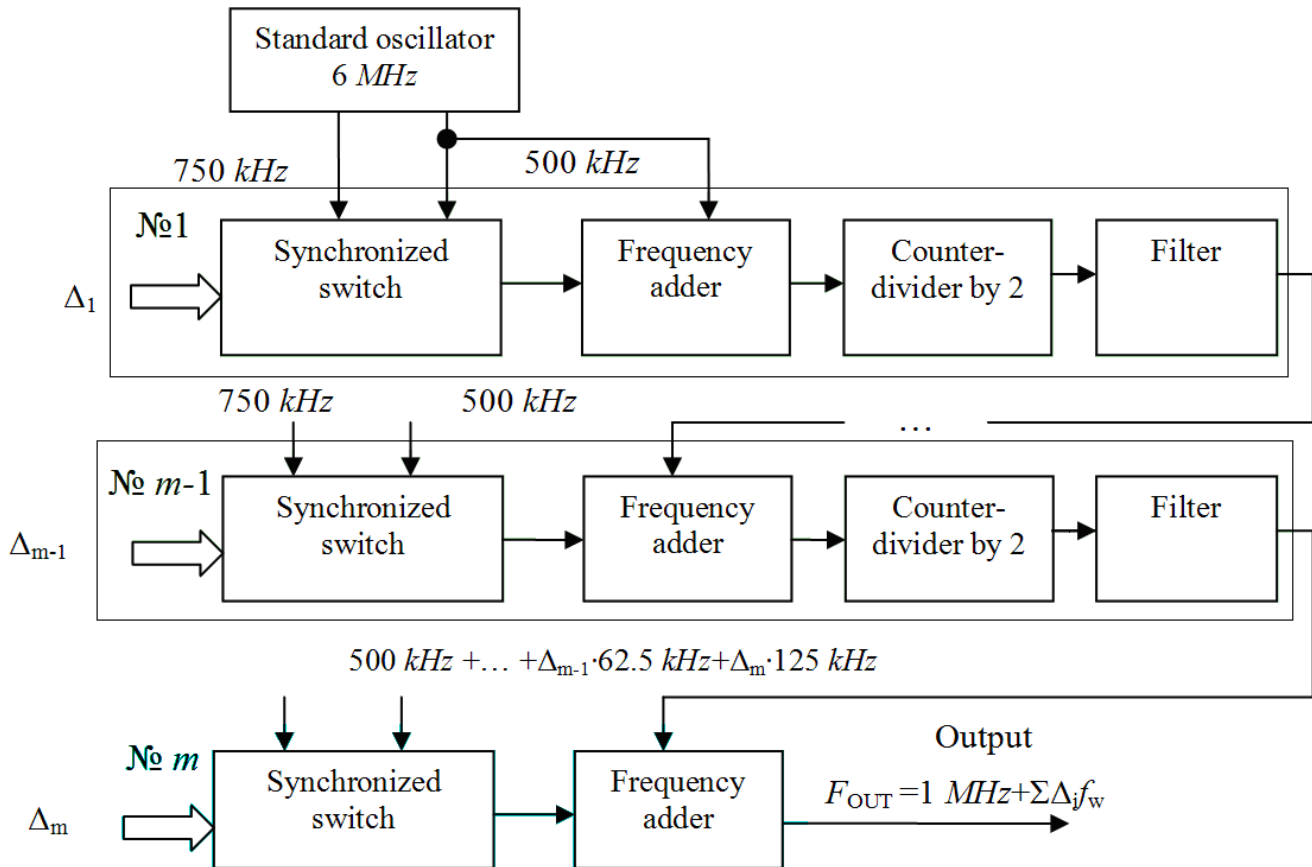 Standard oscillator
6 MHz
750 kHz
500 kHz
№1
Δ1
Synchronized
switch
Frequency
adder
Counter-
divider by 2
Filter
750 kHz
500 kHz
...
№ m-1
Δm-1
Synchronized
switch
Frequency
adder
Counter-
divider by 2
Filter
500 kHz +... +Δm-1·62.5 kHz+Δm·125 kHz
№ m
Δm
Synchronized
switch
Frequency
adder
Output
FOUT =1 MHz+ΣΔifw